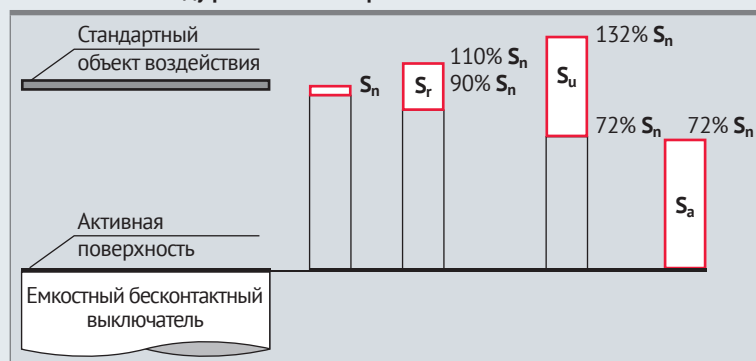 Стандартный
объект воздействия
Sn
Sr
110% Sn
90% Sn
Su
132% Sn
72% Sn
72% Sn
Sa
Активная
поверхность
Емкостный бесконтактный
выключатель